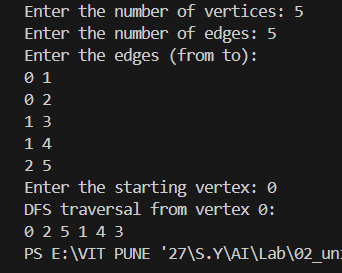 Enter the number of vertices: 5
Enter the number of edges: 5
Enter the edges (from to):
0 1
0 2
1 3
1 4
2 5
Enter the starting vertex: 0
DFS traversal from vertex 0:
0 2 5 1 4 3
PS E:\VIT PUNE '27\S.Y\AI\Lab\02_un